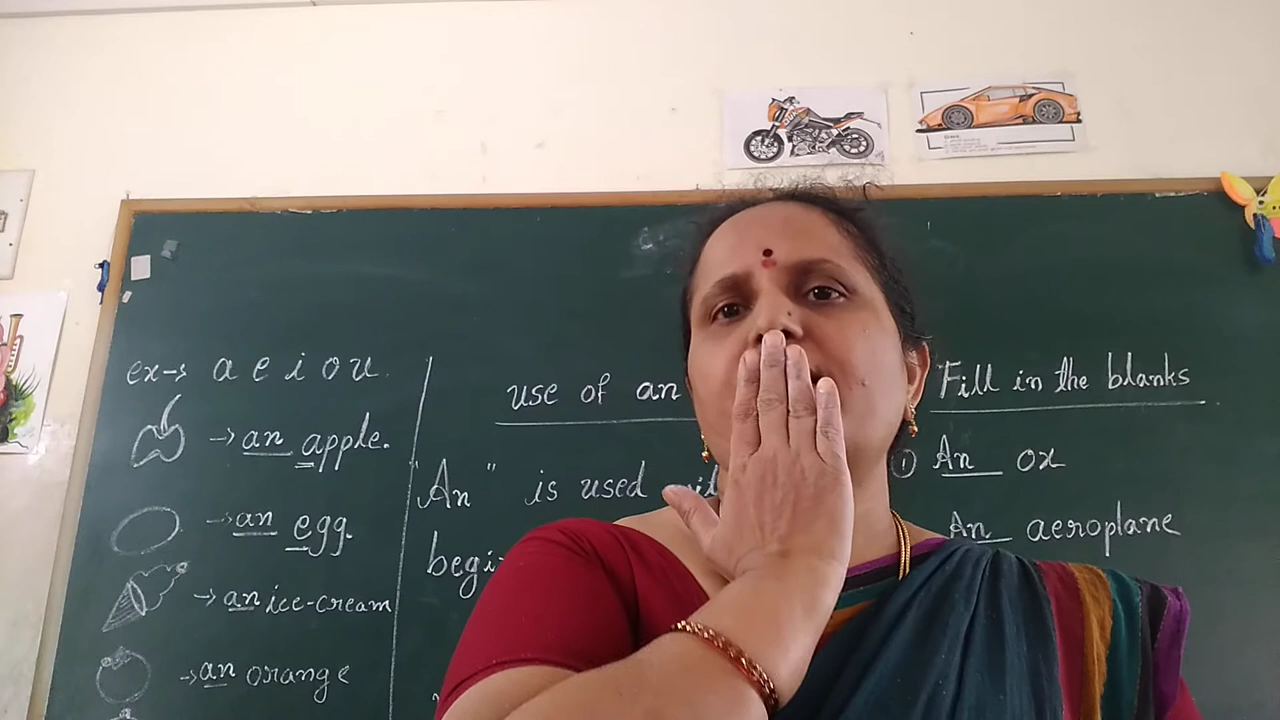 ex→ a e i o u
→ an apple.
→ an egg.
→ an ice-cream
→ an orange
use of an
"An" is used
Fill in the blanks
① An ox
An aeroplane